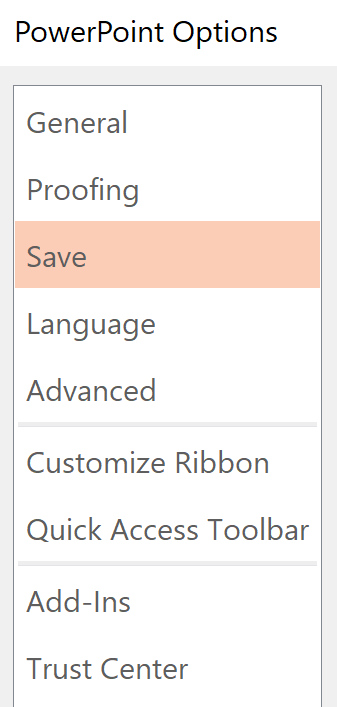 PowerPoint Options
General
Proofing
Save
Language
Advanced
Customize Ribbon
Quick Access Toolbar
Add-Ins
Trust Center